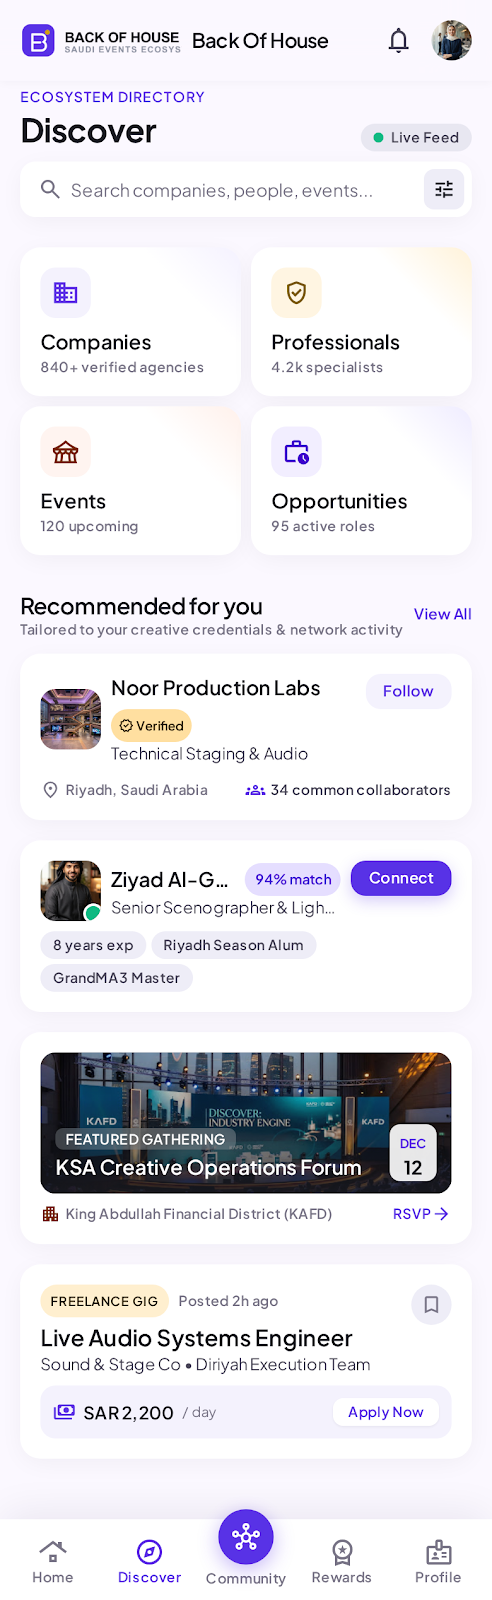 BACK OF HOUSE
SAUDI EVENTS ECOSYS
Back Of House
ECOSYSTEM DIRECTORY
Discover
Live Feed
Search companies, people, events...
Companies
840+ verified agencies
Professionals
4.2k specialists
Events
120 upcoming
Opportunities
95 active roles
Recommended for you
View All
Tailored to your creative credentials & network activity
Noor Production Labs
Follow
Verified
Technical Staging & Audio
Riyadh, Saudi Arabia
34 common collaborators
Ziyad Al-G...
94% match
Connect
Senior Scenographer & Ligh...
8 years exp
Riyadh Season Alum
GrandMA3 Master
KAFD
DISCOVER:
INDUSTRY ENGINE
KAFD
FEATURED GATHERING
KSA Creative Operations Forum
DEC
12
King Abdullah Financial District (KAFD)
RSVP
FREELANCE GIG
Posted 2h ago
Live Audio Systems Engineer
Sound & Stage Co • Diriyah Execution Team
SAR 2,200 / day
Apply Now
Home
Discover
Community
Rewards
Profile